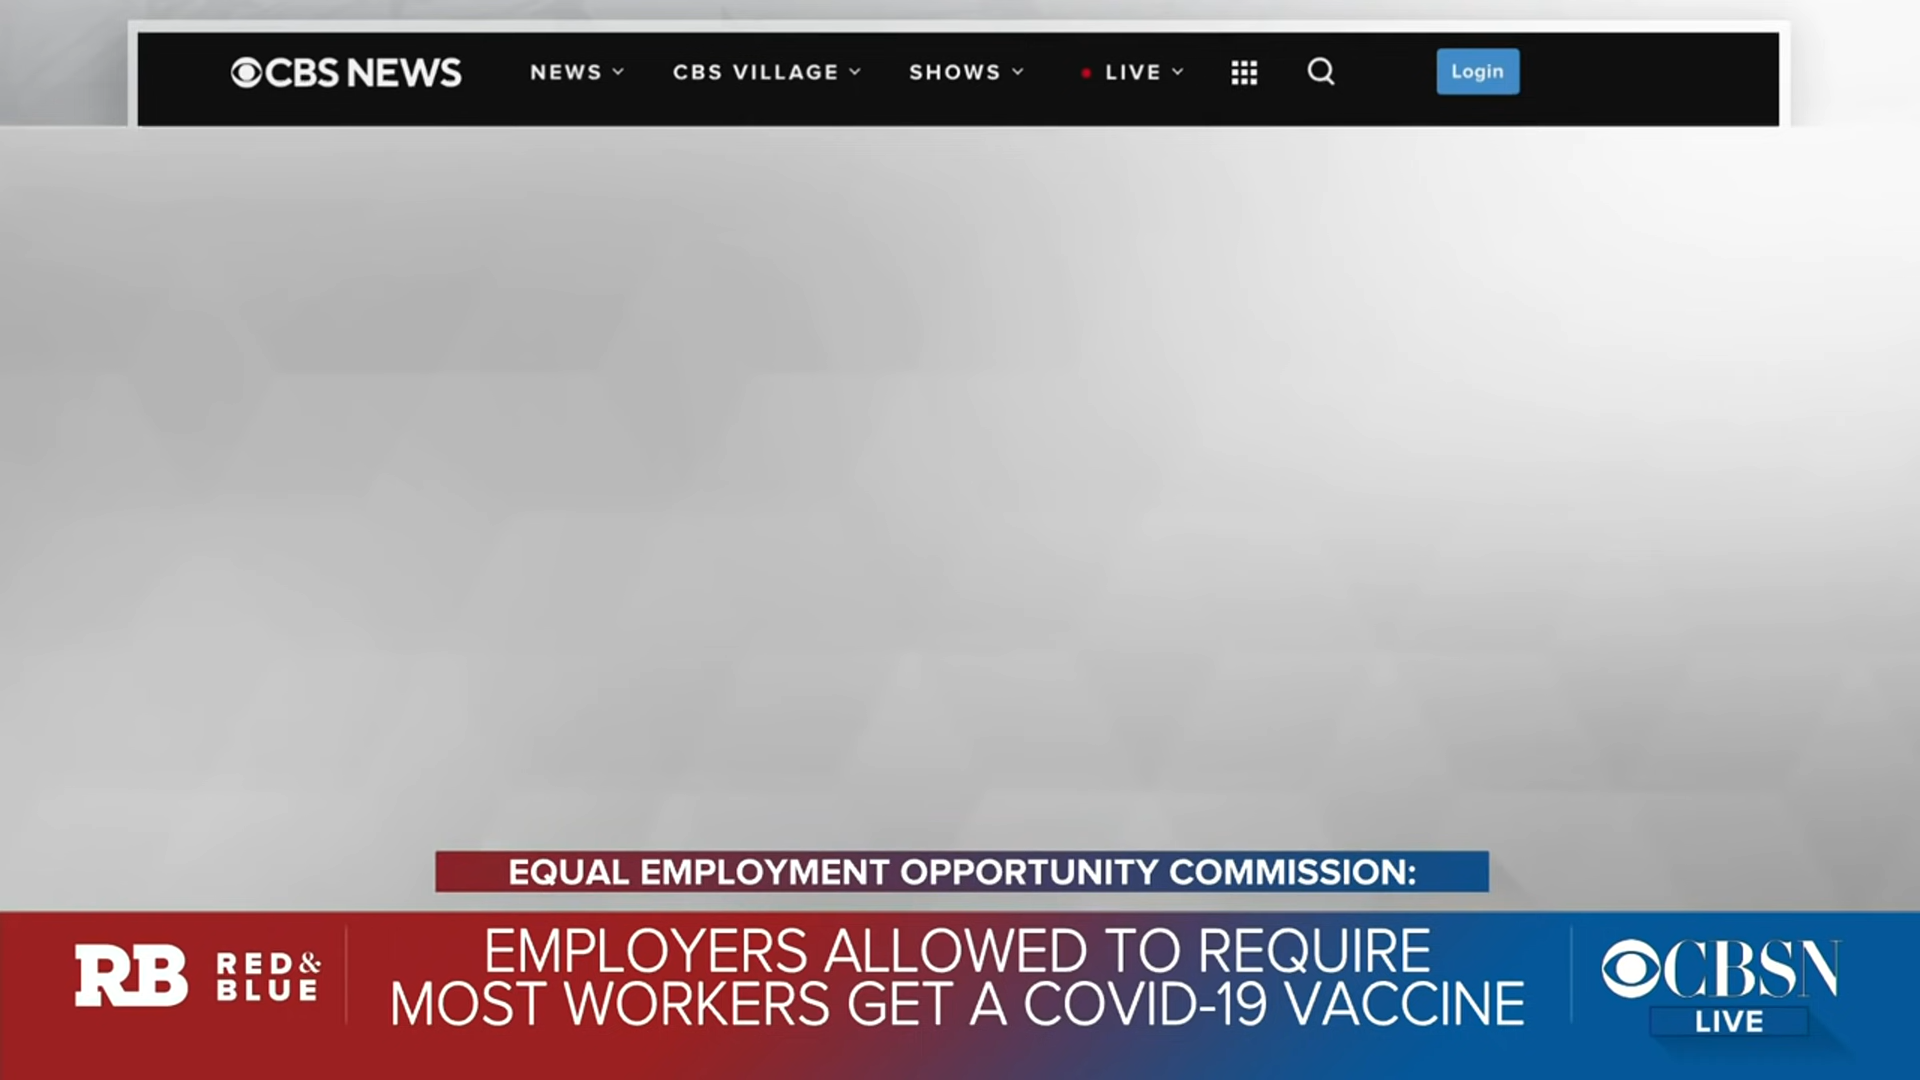 CBS NEWS NEWS CBS VILLAGE SHOWS LIVE Login
EQUAL EMPLOYMENT OPPORTUNITY COMMISSION:
RB RED & BLUE
EMPLOYERS ALLOWED TO REQUIRE
MOST WORKERS GET A COVID-19 VACCINE
CBSN
LIVE